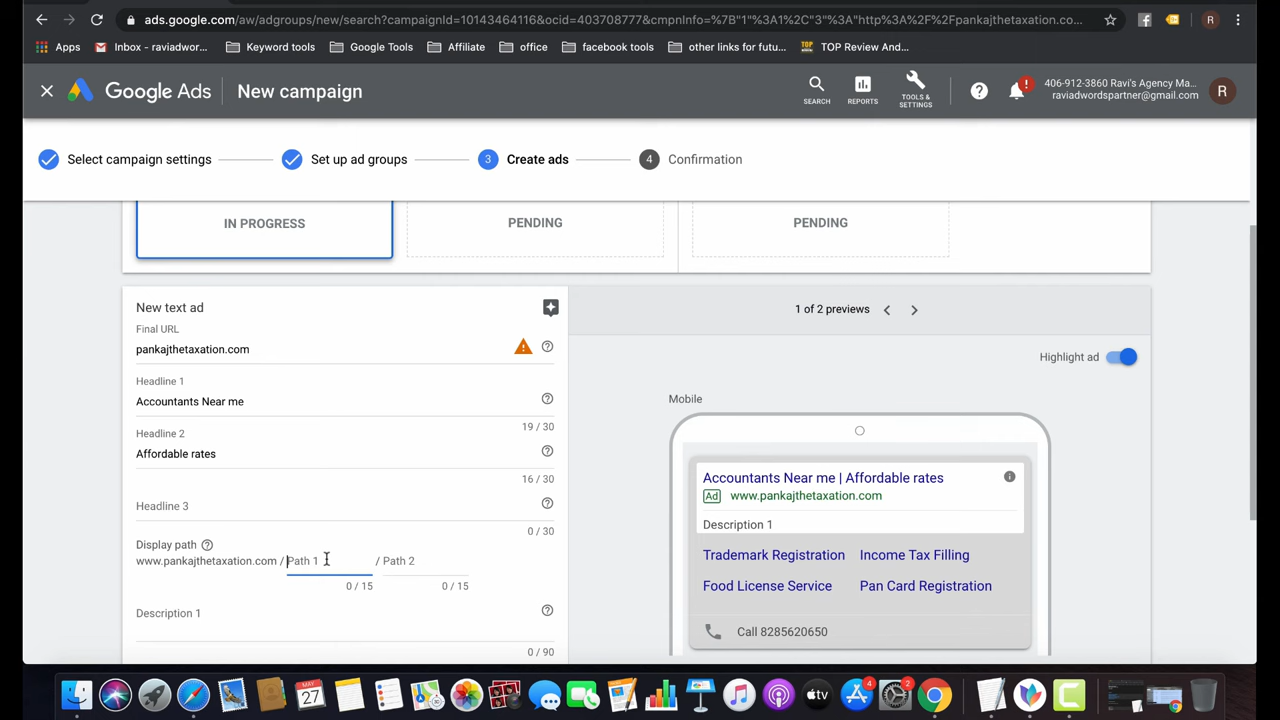 ads.google.com/aw/adgroups/new/search?campaignId=10143464116&ocid=403708777&cmpnInfo=%7B"1"%3A1%2C"3"%3A"http%3A%2F%2Fpankajthetaxation.co...
R
Apps
Inbox - raviadwor...
Keyword tools
Google Tools
Affiliate
office
facebook tools
other links for futu...
TOP Review And...
Google Ads
New campaign
SEARCH
REPORTS
TOOLS &
SETTINGS
406-912-3860 Ravi's Agency Ma...
raviadwordspartner@gmail.com
R
Select campaign settings
Set up ad groups
3
Create ads
4
Confirmation
IN PROGRESS
PENDING
PENDING
New text ad
Final URL
pankajthetaxation.com
Headline 1
Accountants Near me
19 / 30
Headline 2
Affordable rates
16 / 30
Headline 3
0 / 30
Display path
www.pankajthetaxation.com / Path 1 / Path 2
0 / 15
0 / 15
Description 1
0 / 90
1 of 2 previews
Highlight ad
Mobile
Accountants Near me | Affordable rates
Ad www.pankajthetaxation.com
Description 1
Trademark Registration
Income Tax Filling
Food License Service
Pan Card Registration
Call 8285620650
MAY
27
4
2
tv